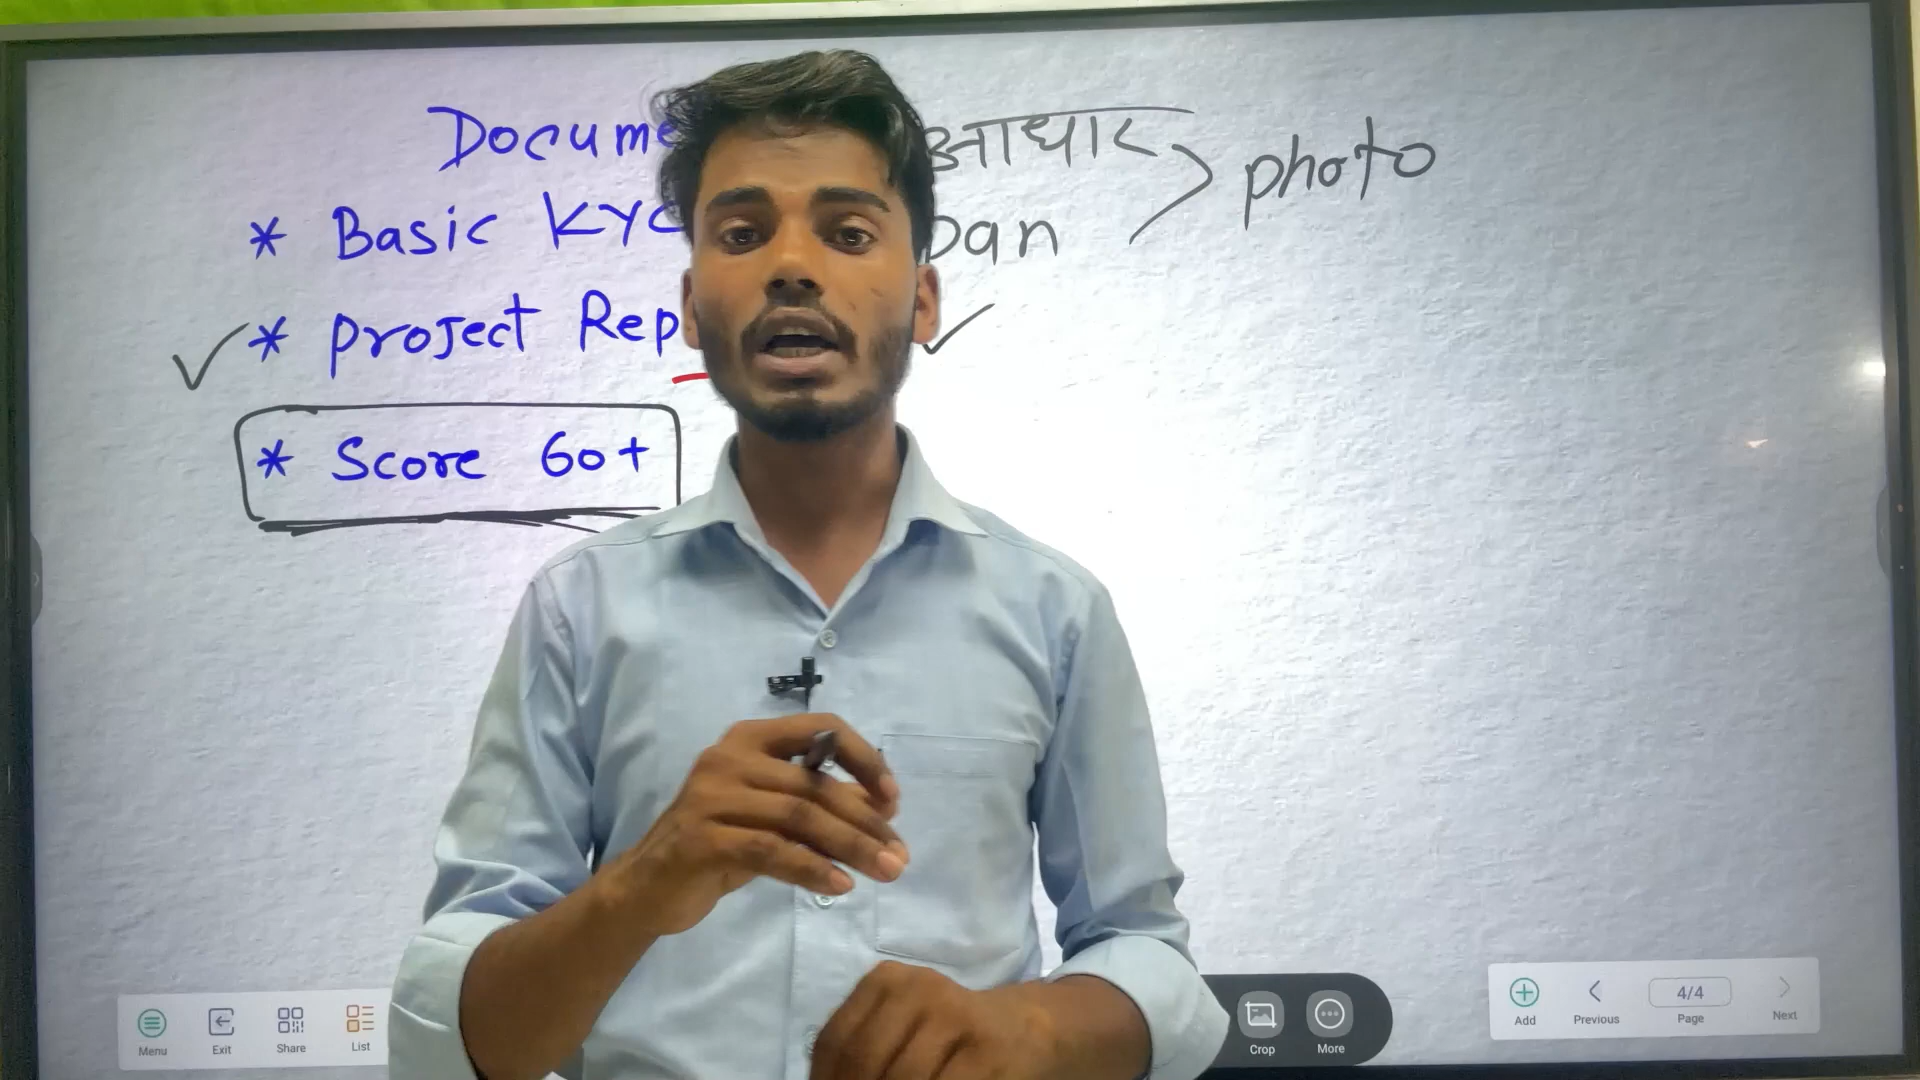 Docume आधार
photo
* Basic KYC pan
* project Rep
* Score 60+
Menu Exit Share List Crop More Add Previous 4/4 Page Next